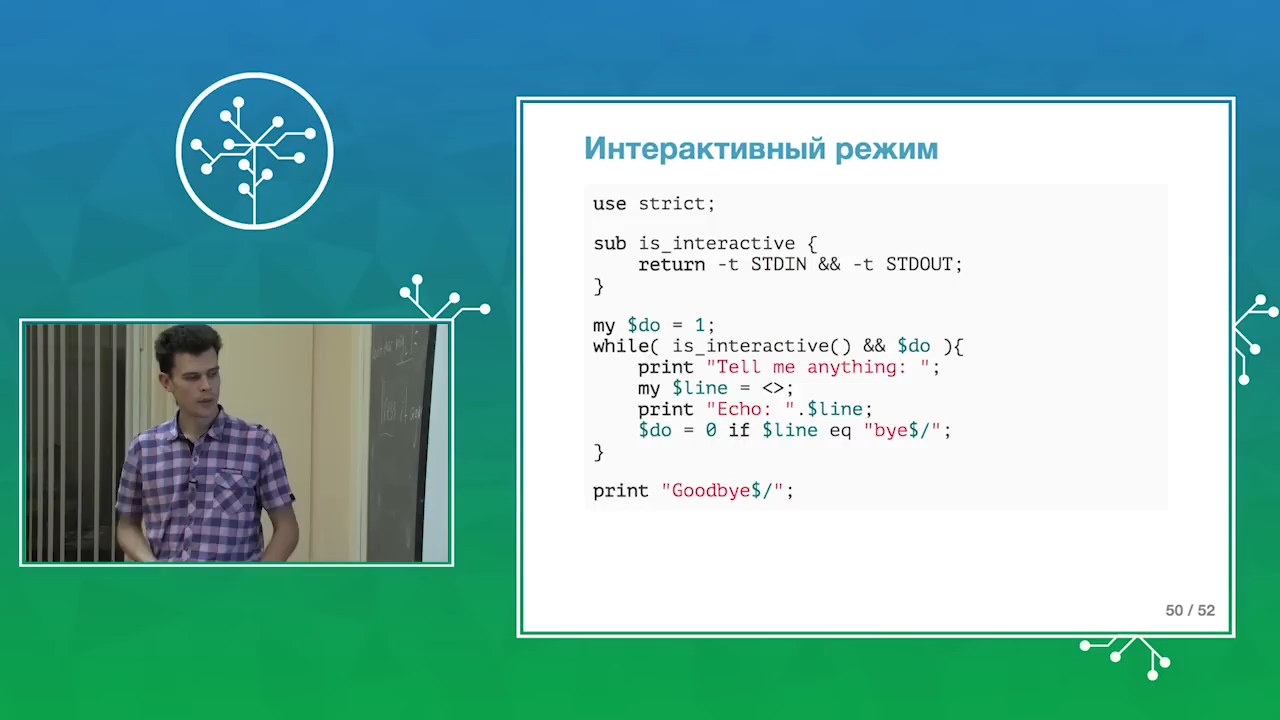 Интерактивный режим
use strict;
sub is_interactive {
return -t STDIN && -t STDOUT;
}
my $do = 1;
while( is_interactive() && $do ){
print "Tell me anything: ";
my $line = <>;
print "Echo: ".$line;
$do = 0 if $line eq "bye$/";
}
print "Goodbye$/";
50 / 52